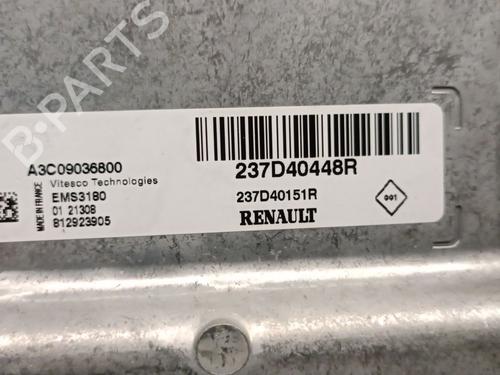 B-PARTS
A3C09036800
Vitesco Technologies
EMS3180
01 21308
812923905
MADE IN FRANCE
237D40448R
237D40151R
RENAULT
001